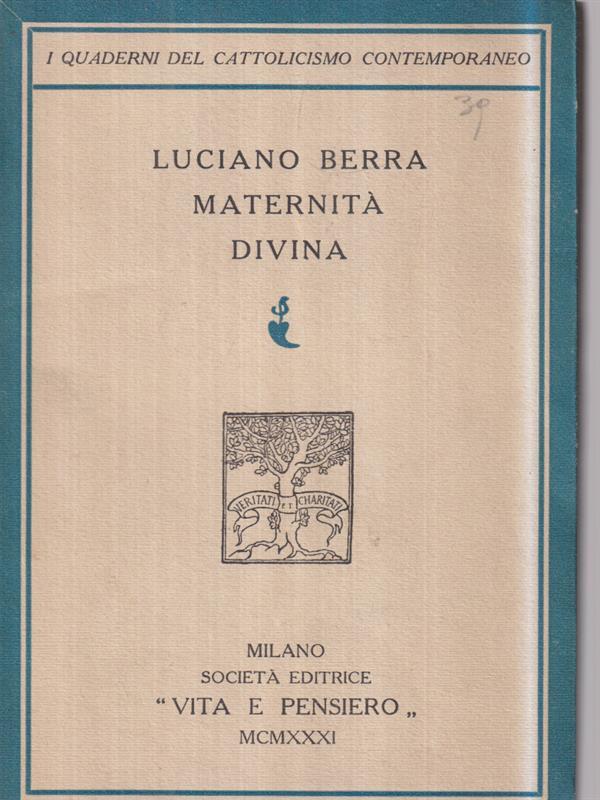 I QUADERNI DEL CATTOLICISMO CONTEMPORANEO
39
LUCIANO BERRA
MATERNITÀ
DIVINA
VERITATI ET CHARITATI
MILANO
SOCIETÀ EDITRICE
“ VITA E PENSIERO „
MCMXXXI